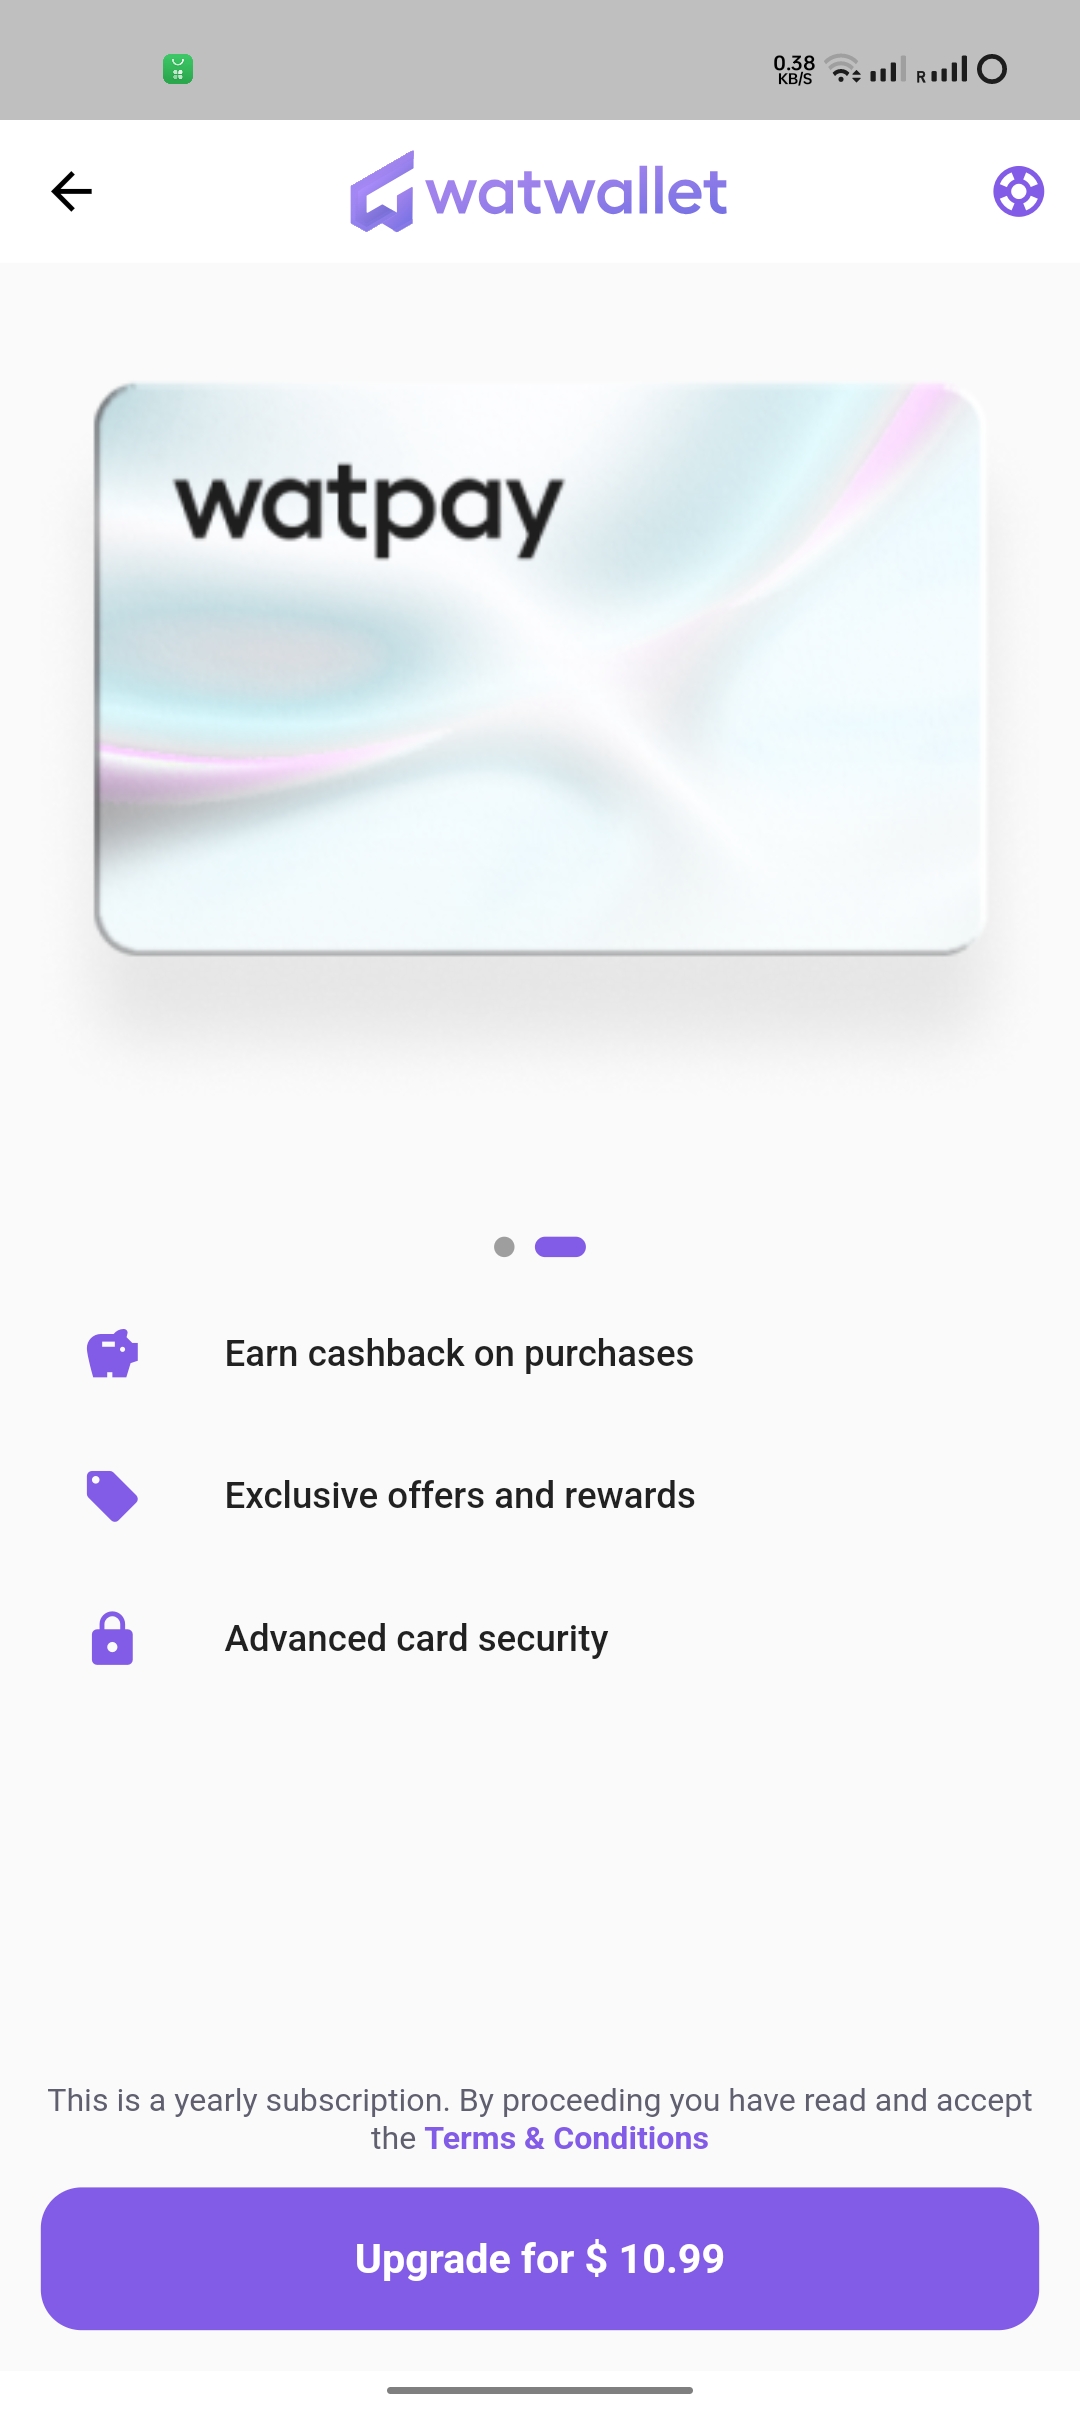 0.38
KB/S
R
watwallet
watpay
Earn cashback on purchases
Exclusive offers and rewards
Advanced card security
This is a yearly subscription. By proceeding you have read and accept
the Terms & Conditions
Upgrade for $ 10.99